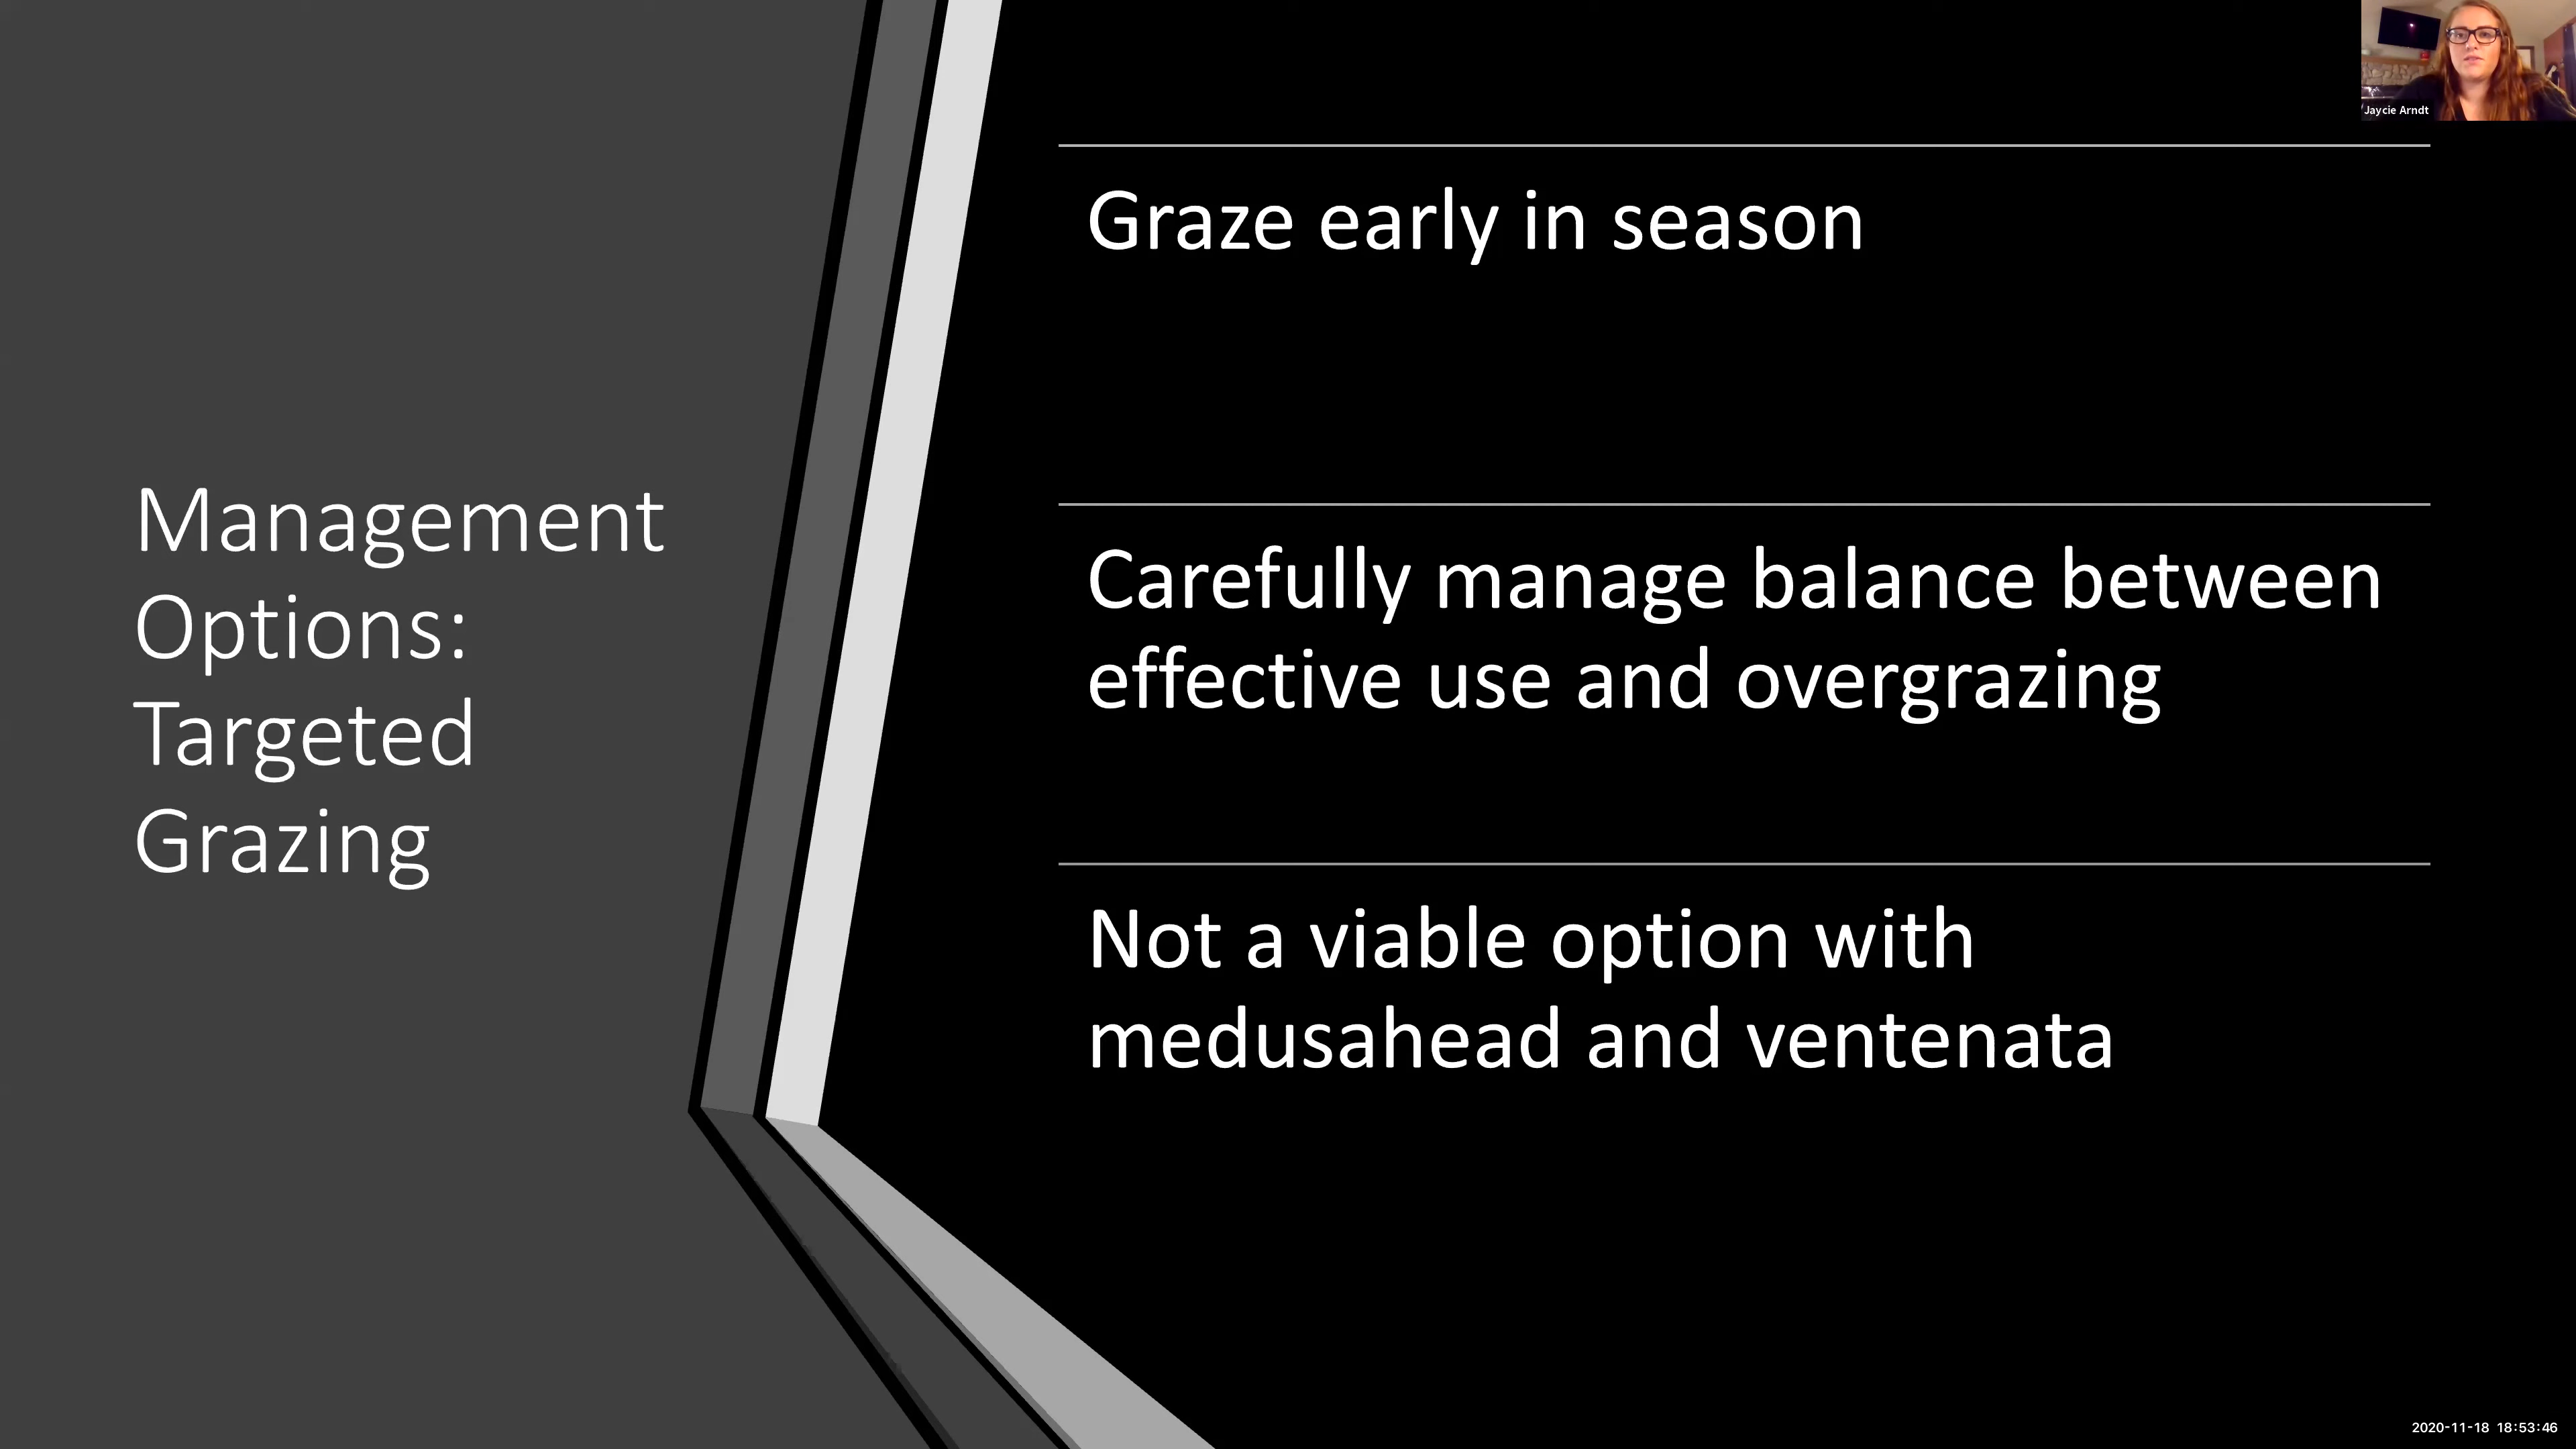 Management
Options:
Targeted
Grazing
Graze early in season
Carefully manage balance between
effective use and overgrazing
Not a viable option with
medusahead and ventenata
Jaycie Arndt
2020-11-18 18:53:46